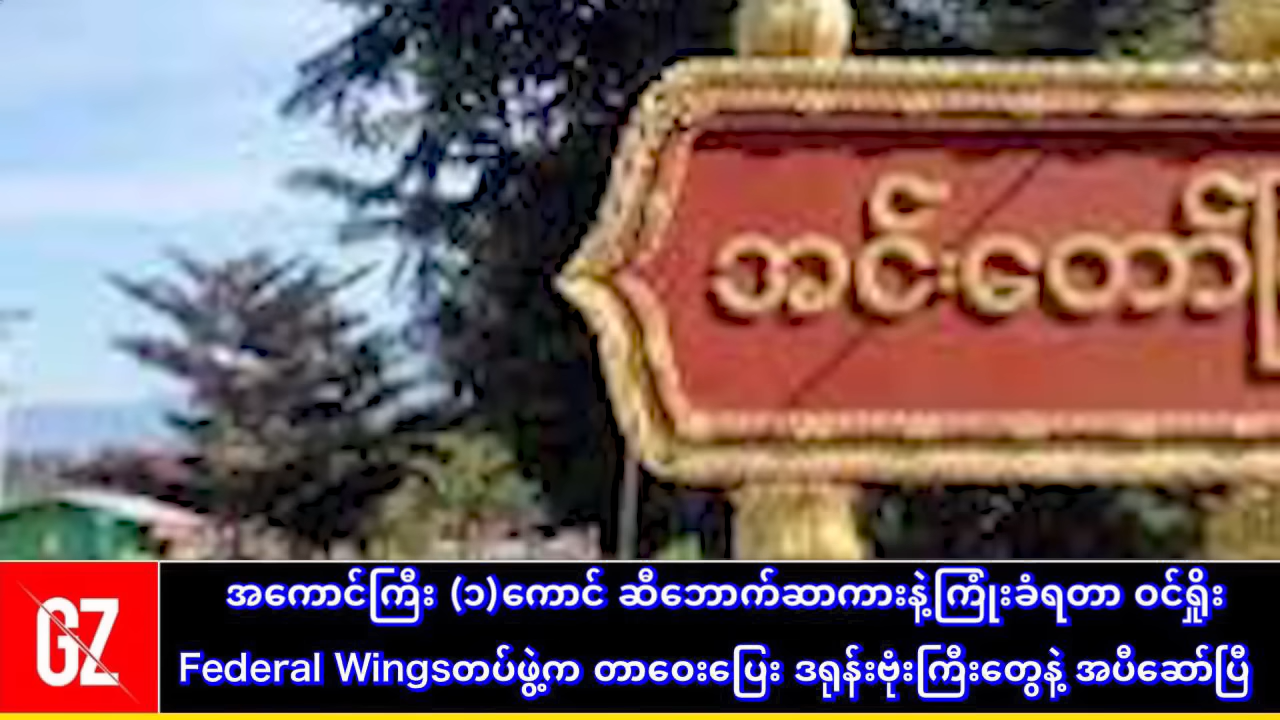 အင်းတော်မြ
GZ
အကောင်ကြီး (၁)ကောင် ဆီဘောက်ဆာကားနဲ့ကြုံးခံရတာ ဝင်ရှိုး
Federal Wingsတပ်ဖွဲ့က တာဝေးပြေး ဒရုန်းဗုံးကြီးတွေနဲ့ အပီဆော်ပြီ